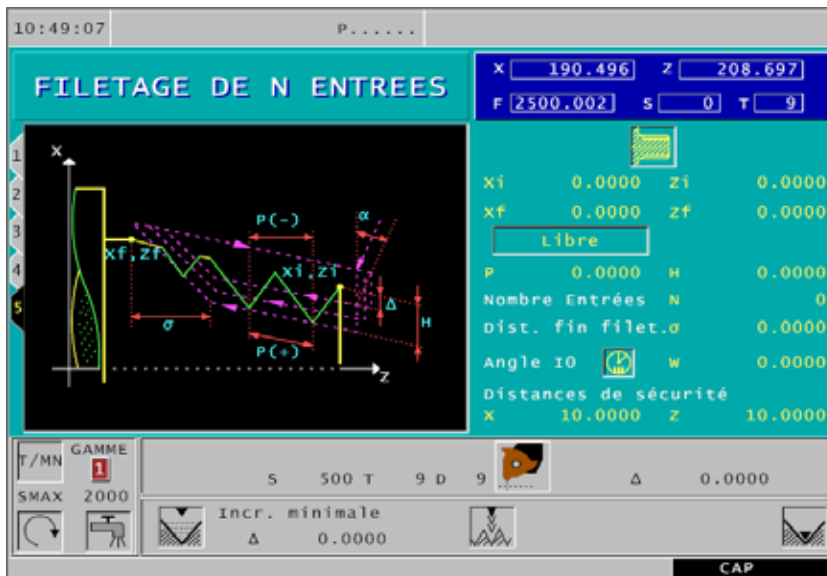 10:49:07 P......
FILETAGE DE N ENTREES
X 190.496 Z 208.697
F 2500.002 S 0 T 9
1
2
3
4
5
X
P(-)
α
Xf,Zf
Xi,Zi
Δ
H
σ
P(+)
Z
Xi 0.0000 Zi 0.0000
Xf 0.0000 Zf 0.0000
Libre
P 0.0000 H 0.0000
Nombre Entrées N 0
Dist. fin filet.σ 0.0000
Angle IO W 0.0000
Distances de sécurité
X 10.0000 Z 10.0000
T/MN GAMME
1
SMAX 2000
S 500 T 9 D 9 Δ 0.0000
Incr. minimale
Δ 0.0000
CAP